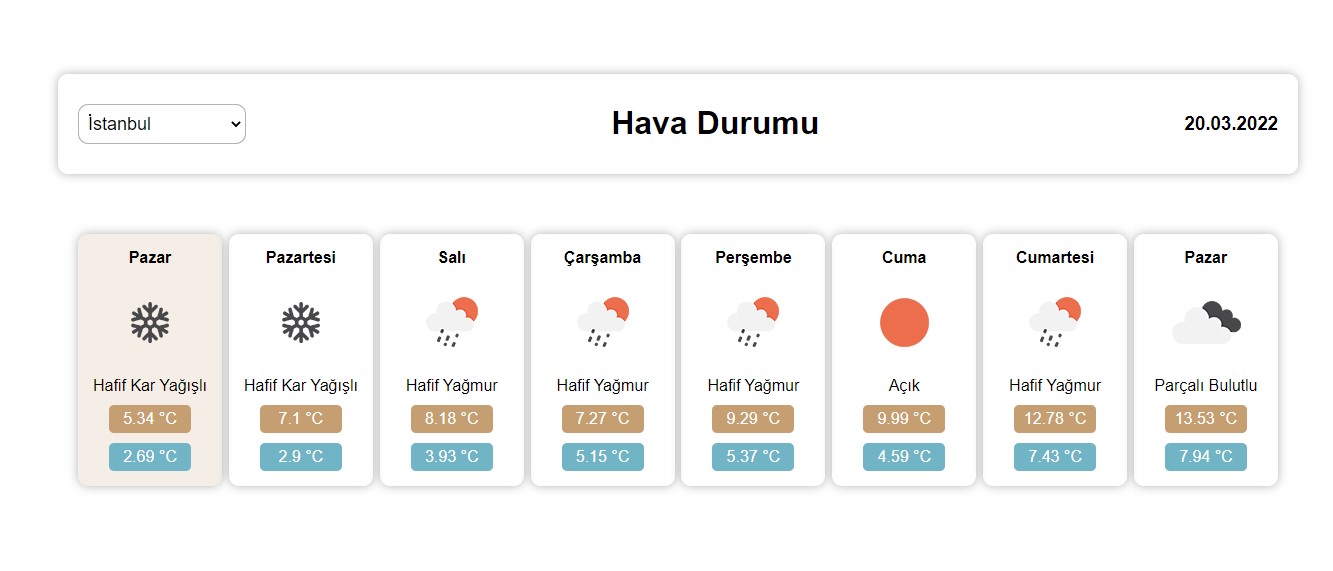 İstanbul
Hava Durumu
20.03.2022
Pazar
Hafif Kar Yağışlı
5.34 °C
2.69 °C
Pazartesi
Hafif Kar Yağışlı
7.1 °C
2.9 °C
Salı
Hafif Yağmur
8.18 °C
3.93 °C
Çarşamba
Hafif Yağmur
7.27 °C
5.15 °C
Perşembe
Hafif Yağmur
9.29 °C
5.37 °C
Cuma
Açık
9.99 °C
4.59 °C
Cumartesi
Hafif Yağmur
12.78 °C
7.43 °C
Pazar
Parçalı Bulutlu
13.53 °C
7.94 °C